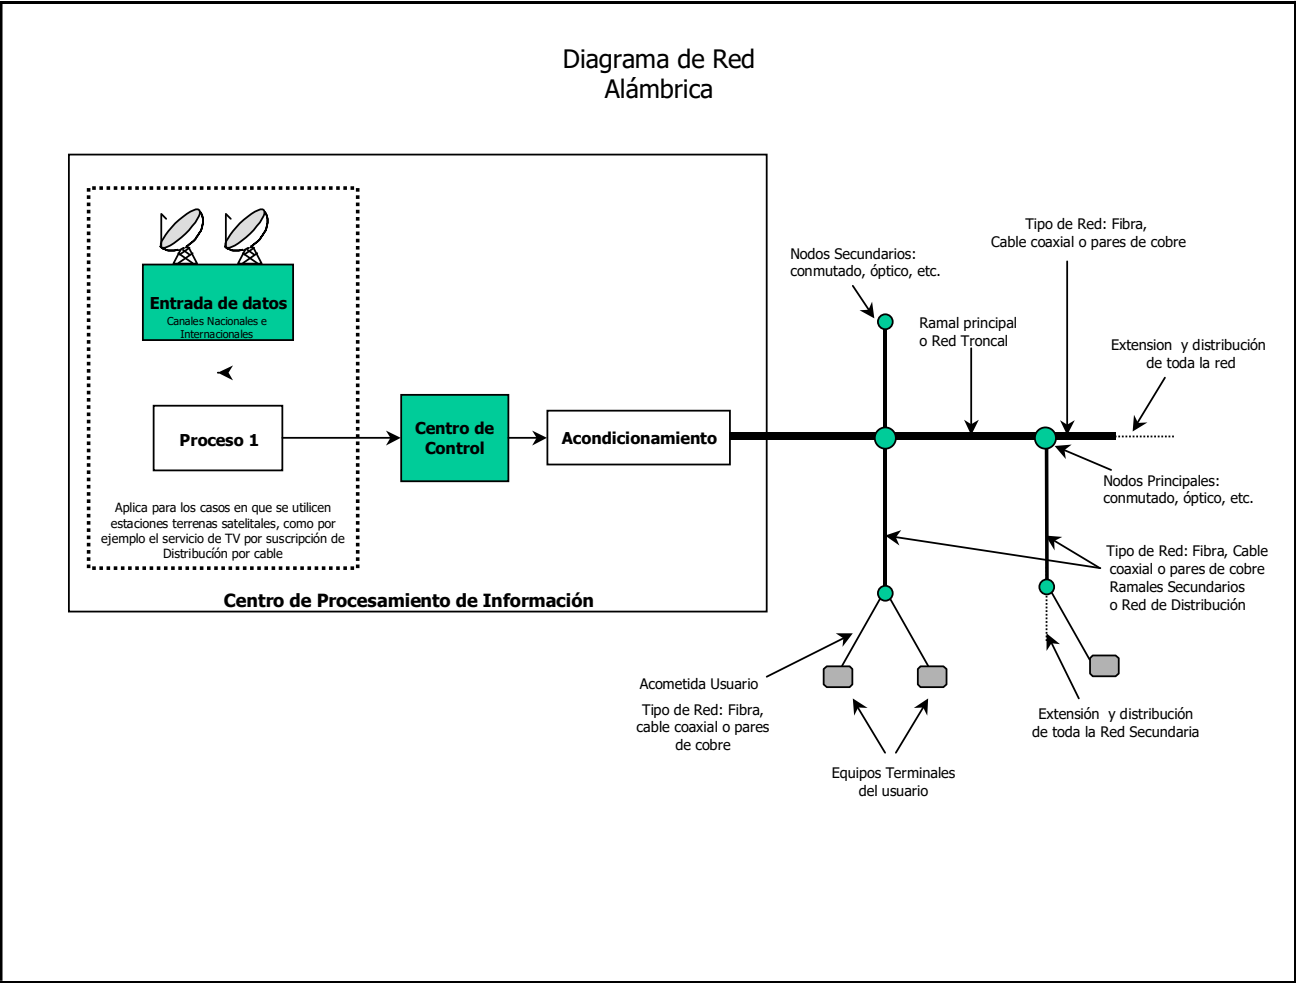 Diagrama de Red
Alámbrica
Entrada de datos
Canales Nacionales e
Internacionales
Proceso 1
Aplica para los casos en que se utilicen
estaciones terrenas satelitales, como por
ejemplo el servicio de TV por suscripción de
Distribucíón por cable
Centro de
Control
Acondicionamiento
Centro de Procesamiento de Información
Nodos Secundarios:
conmutado, óptico, etc.
Ramal principal
o Red Troncal
Tipo de Red: Fibra,
Cable coaxial o pares de cobre
Extension y distribución
de toda la red
Nodos Principales:
conmutado, óptico, etc.
Tipo de Red: Fibra, Cable
coaxial o pares de cobre
Ramales Secundarios
o Red de Distribución
Acometida Usuario
Tipo de Red: Fibra,
cable coaxial o pares
de cobre
Extensión y distribución
de toda la Red Secundaria
Equipos Terminales
del usuario